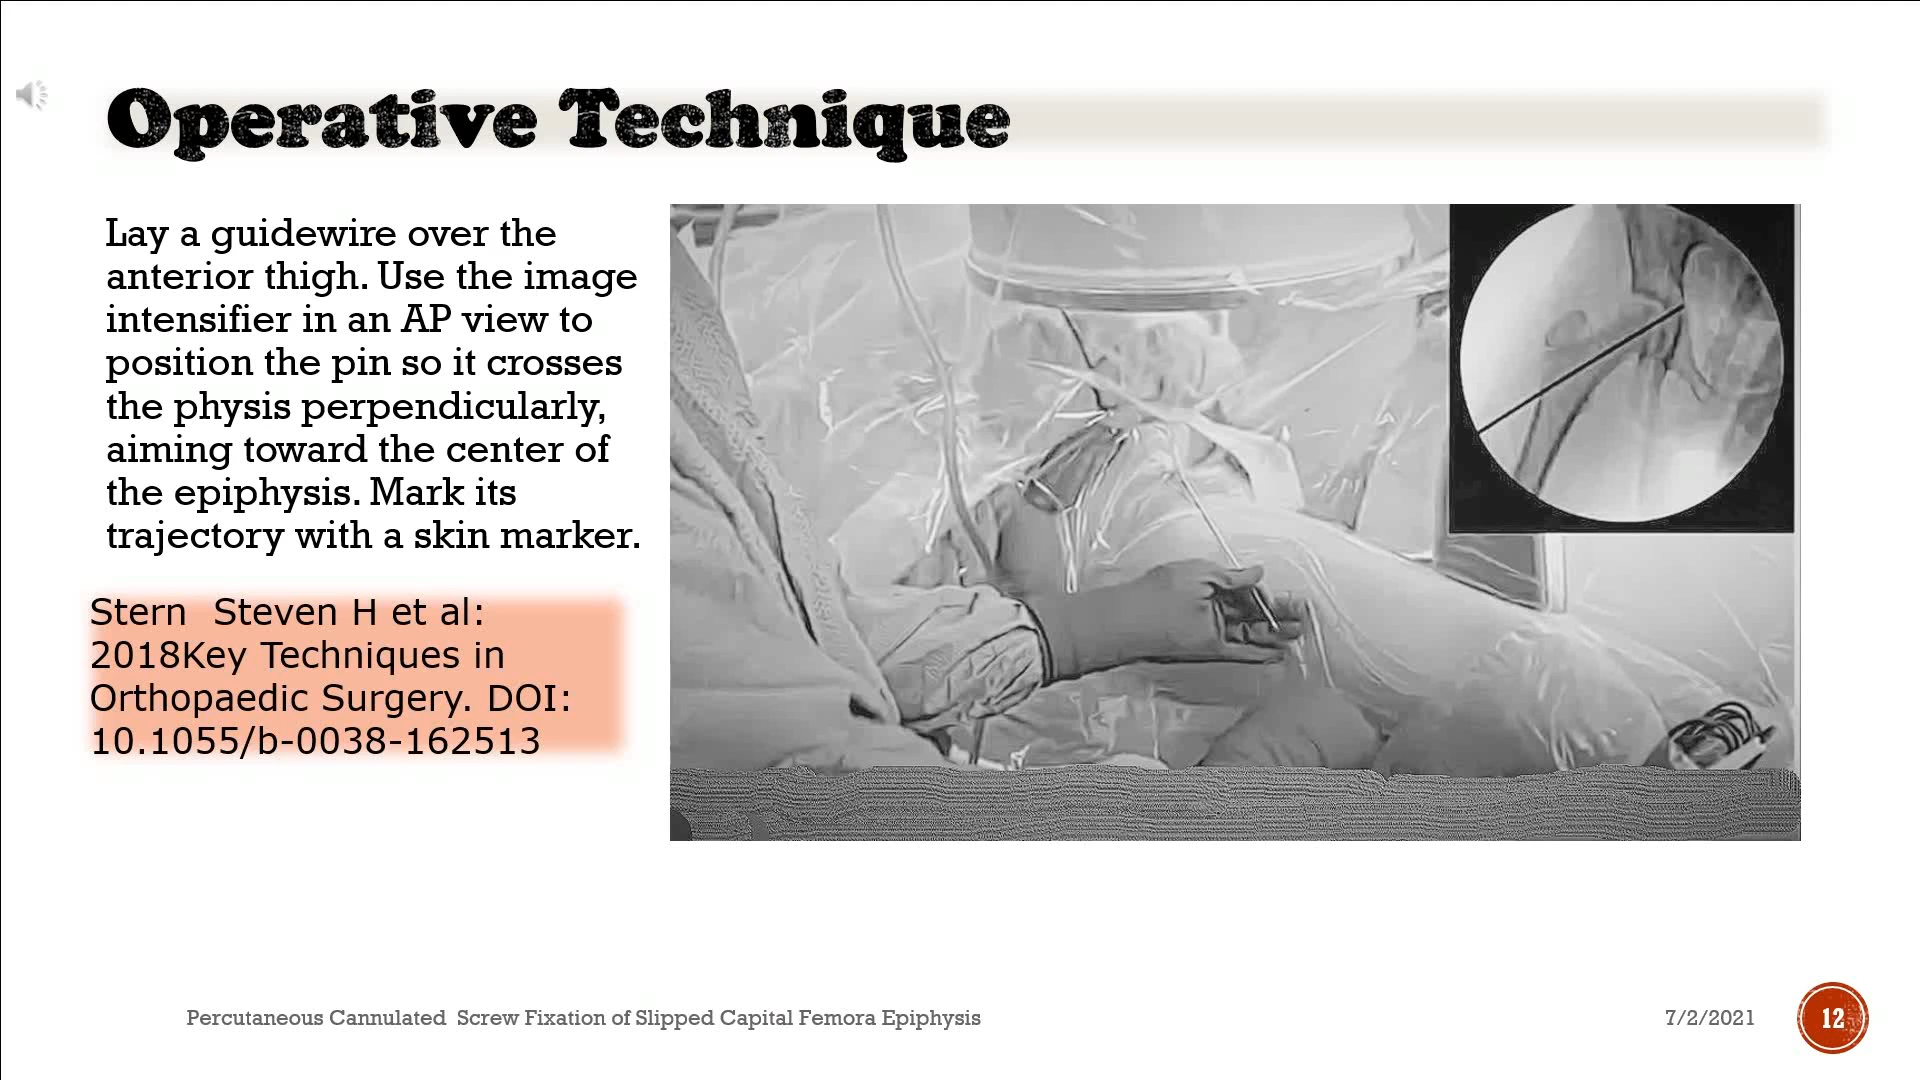 Operative Technique
Lay a guidewire over the
anterior thigh. Use the image
intensifier in an AP view to
position the pin so it crosses
the physis perpendicularly,
aiming toward the center of
the epiphysis. Mark its
trajectory with a skin marker.
Stern  Steven H et al:
2018Key Techniques in
Orthopaedic Surgery. DOI:
10.1055/b-0038-162513
Percutaneous Cannulated  Screw Fixation of Slipped Capital Femora Epiphysis
7/2/2021
12